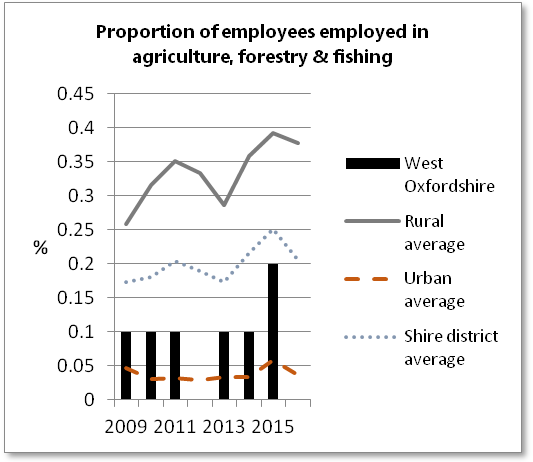 Proportion of employees employed in
agriculture, forestry & fishing
0.45
0.4
0.35
0.3
0.25
0.2
0.15
0.1
0.05
0
%
2009 2011 2013 2015
West
Oxfordshire
Rural
average
Urban
average
Shire district
average